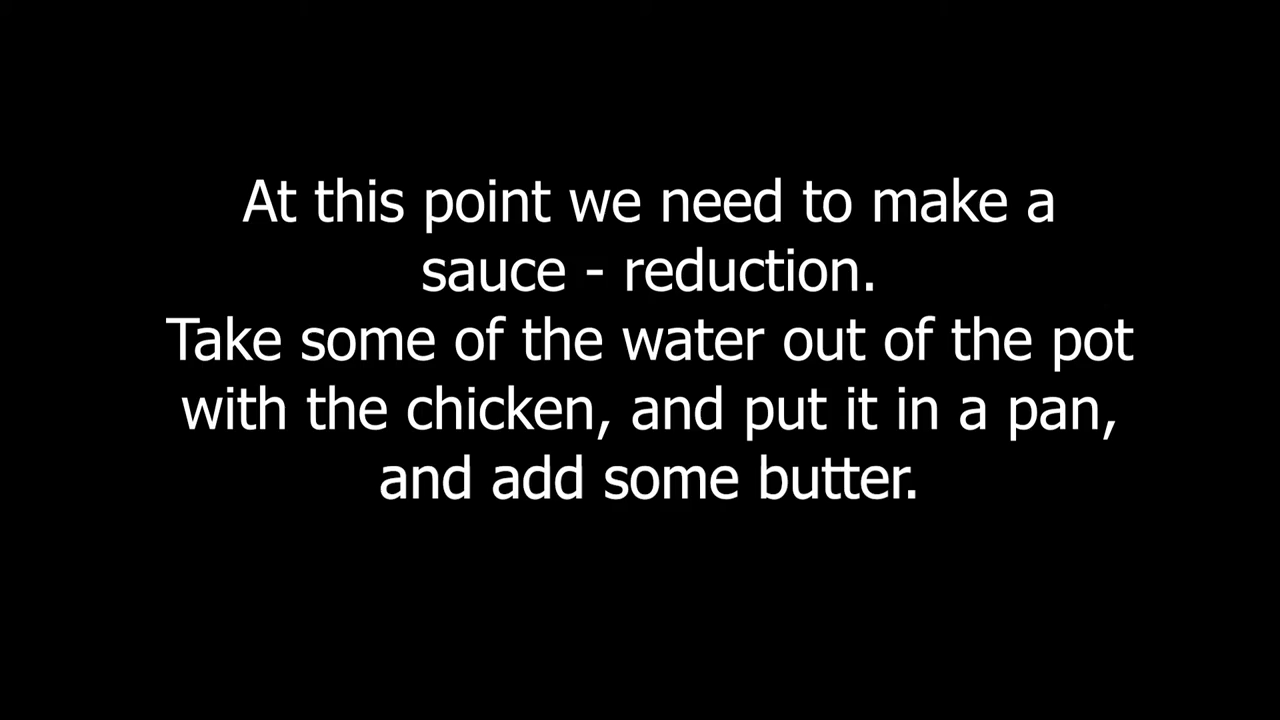 At this point we need to make a
sauce - reduction.
Take some of the water out of the pot
with the chicken, and put it in a pan,
and add some butter.